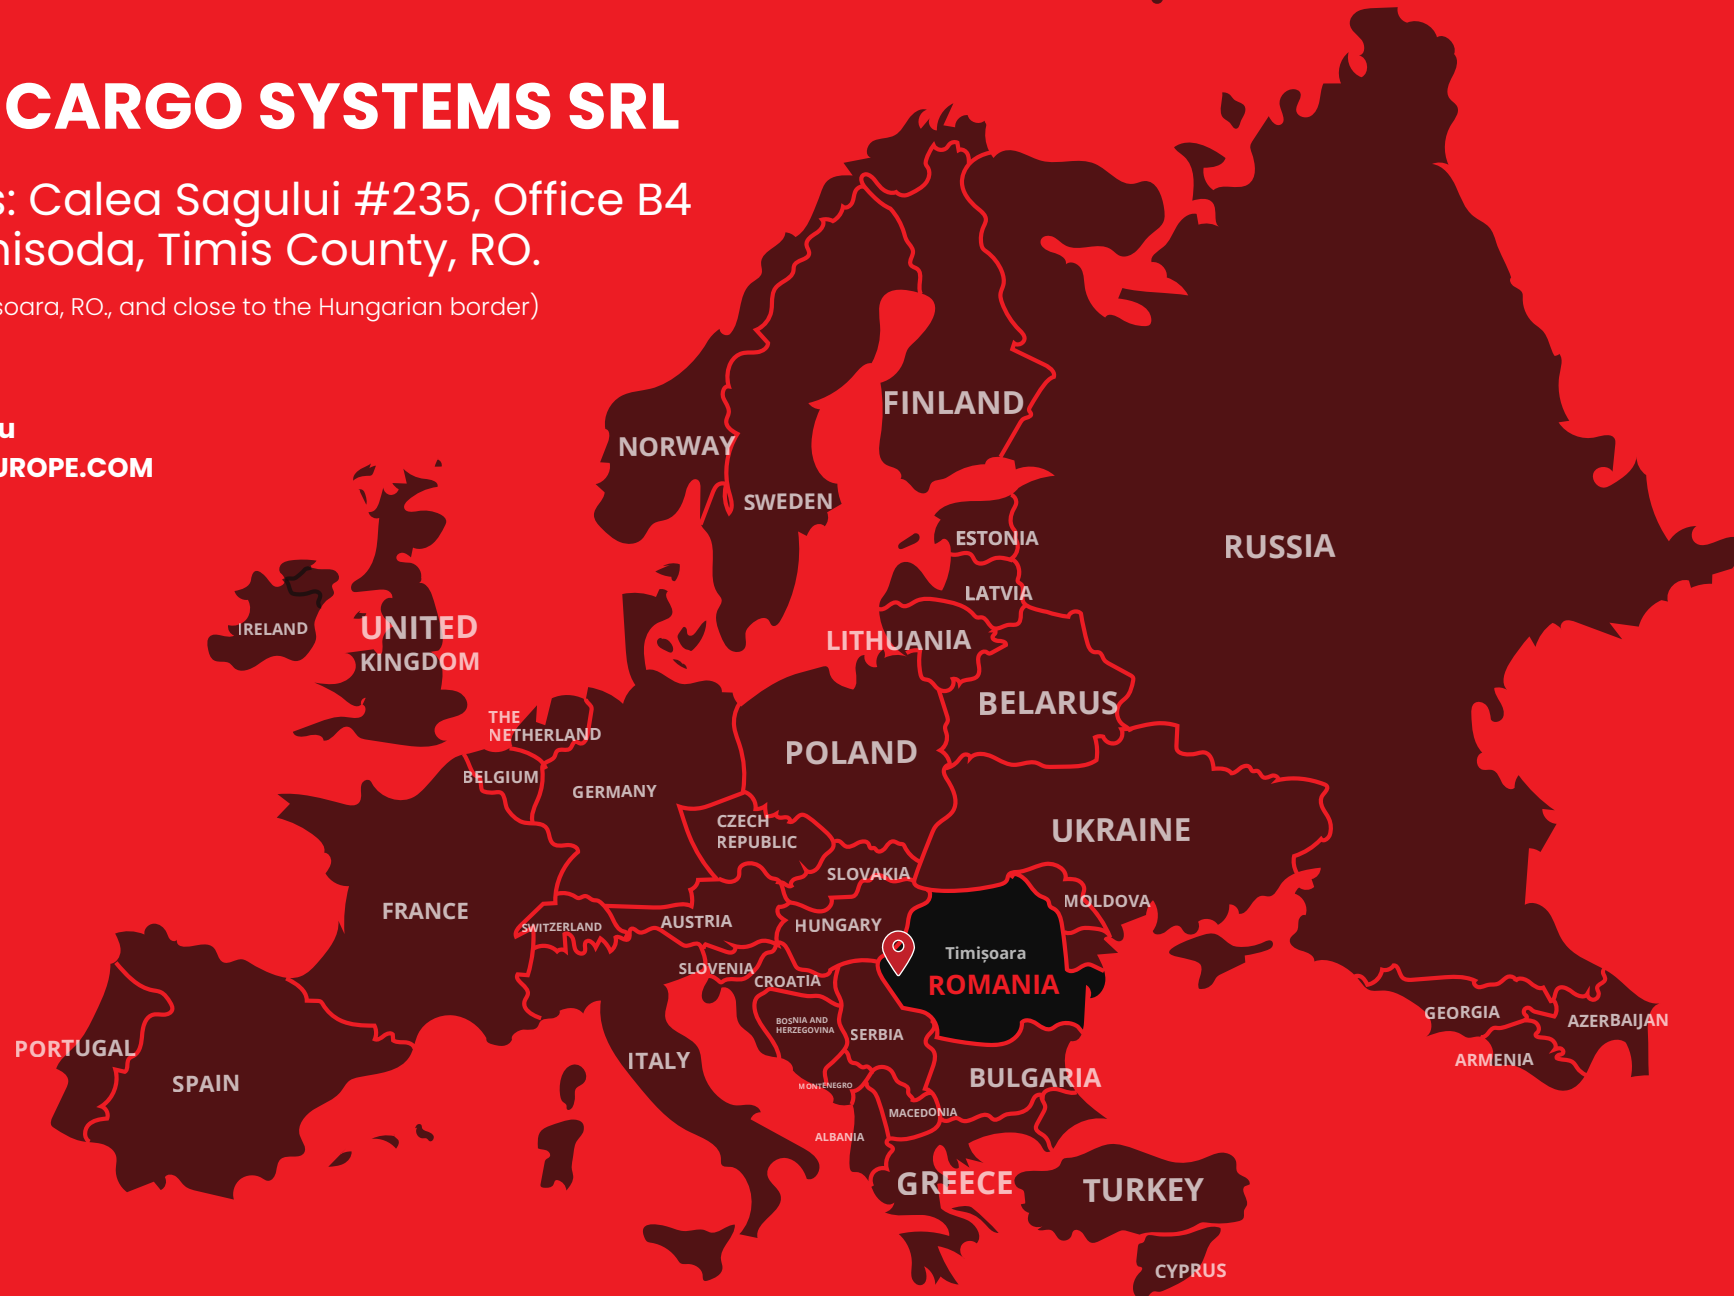 CARGO SYSTEMS SRL
s: Calea Sagului #235, Office B4
nisoda, Timis County, RO.
soara, RO., and close to the Hungarian border)
u
UROPE.COM
FINLAND
NORWAY
SWEDEN
ESTONIA
RUSSIA
LATVIA
IRELAND
UNITED
KINGDOM
LITHUANIA
BELARUS
THE
NETHERLAND
POLAND
BELGIUM
GERMANY
CZECH
REPUBLIC
UKRAINE
SLOVAKIA
MOLDOVA
FRANCE
SWITZERLAND
AUSTRIA
HUNGARY
Timișoara
ROMANIA
SLOVENIA
CROATIA
BOSNIA AND
HERZEGOVINA
SERBIA
GEORGIA
AZERBAIJAN
ARMENIA
PORTUGAL
SPAIN
ITALY
BULGARIA
MONTENEGRO
MACEDONIA
ALBANIA
GREECE
TURKEY
CYPRUS